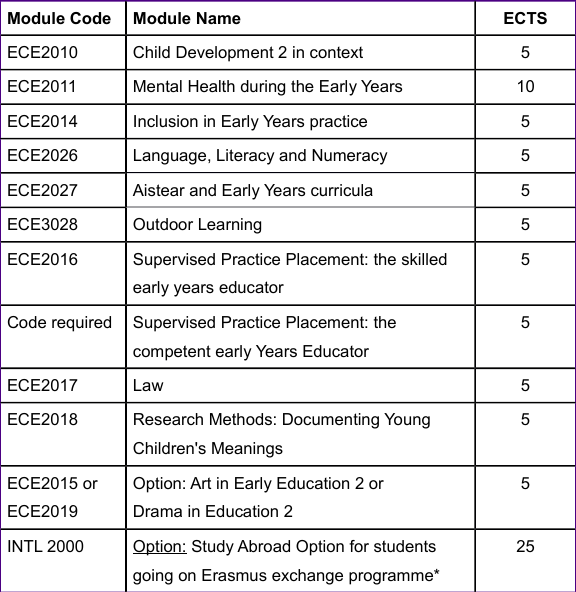 Module Code Module Name ECTS
ECE2010 Child Development 2 in context 5
ECE2011 Mental Health during the Early Years 10
ECE2014 Inclusion in Early Years practice 5
ECE2026 Language, Literacy and Numeracy 5
ECE2027 Aistear and Early Years curricula 5
ECE3028 Outdoor Learning 5
ECE2016 Supervised Practice Placement: the skilled 5
early years educator
Code required Supervised Practice Placement: the 5
competent early Years Educator
ECE2017 Law 5
ECE2018 Research Methods: Documenting Young 5
Children's Meanings
ECE2015 or Option: Art in Early Education 2 or 5
ECE2019 Drama in Education 2
INTL 2000 Option: Study Abroad Option for students 25
going on Erasmus exchange programme*